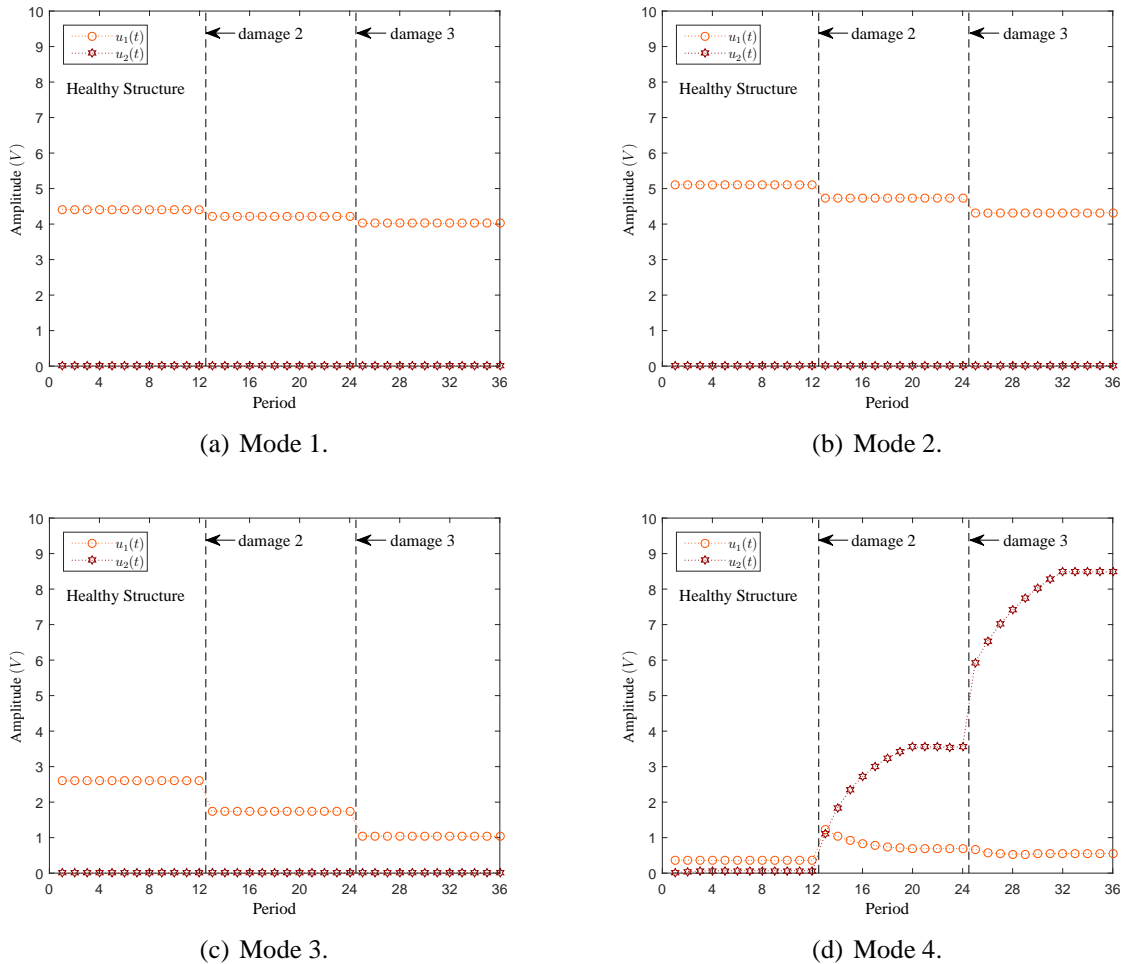 10
9
8
7
6
5
4
3
2
1
0
Amplitude (V)
u₁(t)
u₂(t)
Healthy Structure
damage 2
damage 3
0 4 8 12 16 20 24 28 32 36
Period
(a) Mode 1.
10
9
8
7
6
5
4
3
2
1
0
Amplitude (V)
u₁(t)
u₂(t)
Healthy Structure
damage 2
damage 3
0 4 8 12 16 20 24 28 32 36
Period
(b) Mode 2.
10
9
8
7
6
5
4
3
2
1
0
Amplitude (V)
u₁(t)
u₂(t)
Healthy Structure
damage 2
damage 3
0 4 8 12 16 20 24 28 32 36
Period
(c) Mode 3.
10
9
8
7
6
5
4
3
2
1
0
Amplitude (V)
u₁(t)
u₂(t)
Healthy Structure
damage 2
damage 3
0 4 8 12 16 20 24 28 32 36
Period
(d) Mode 4.